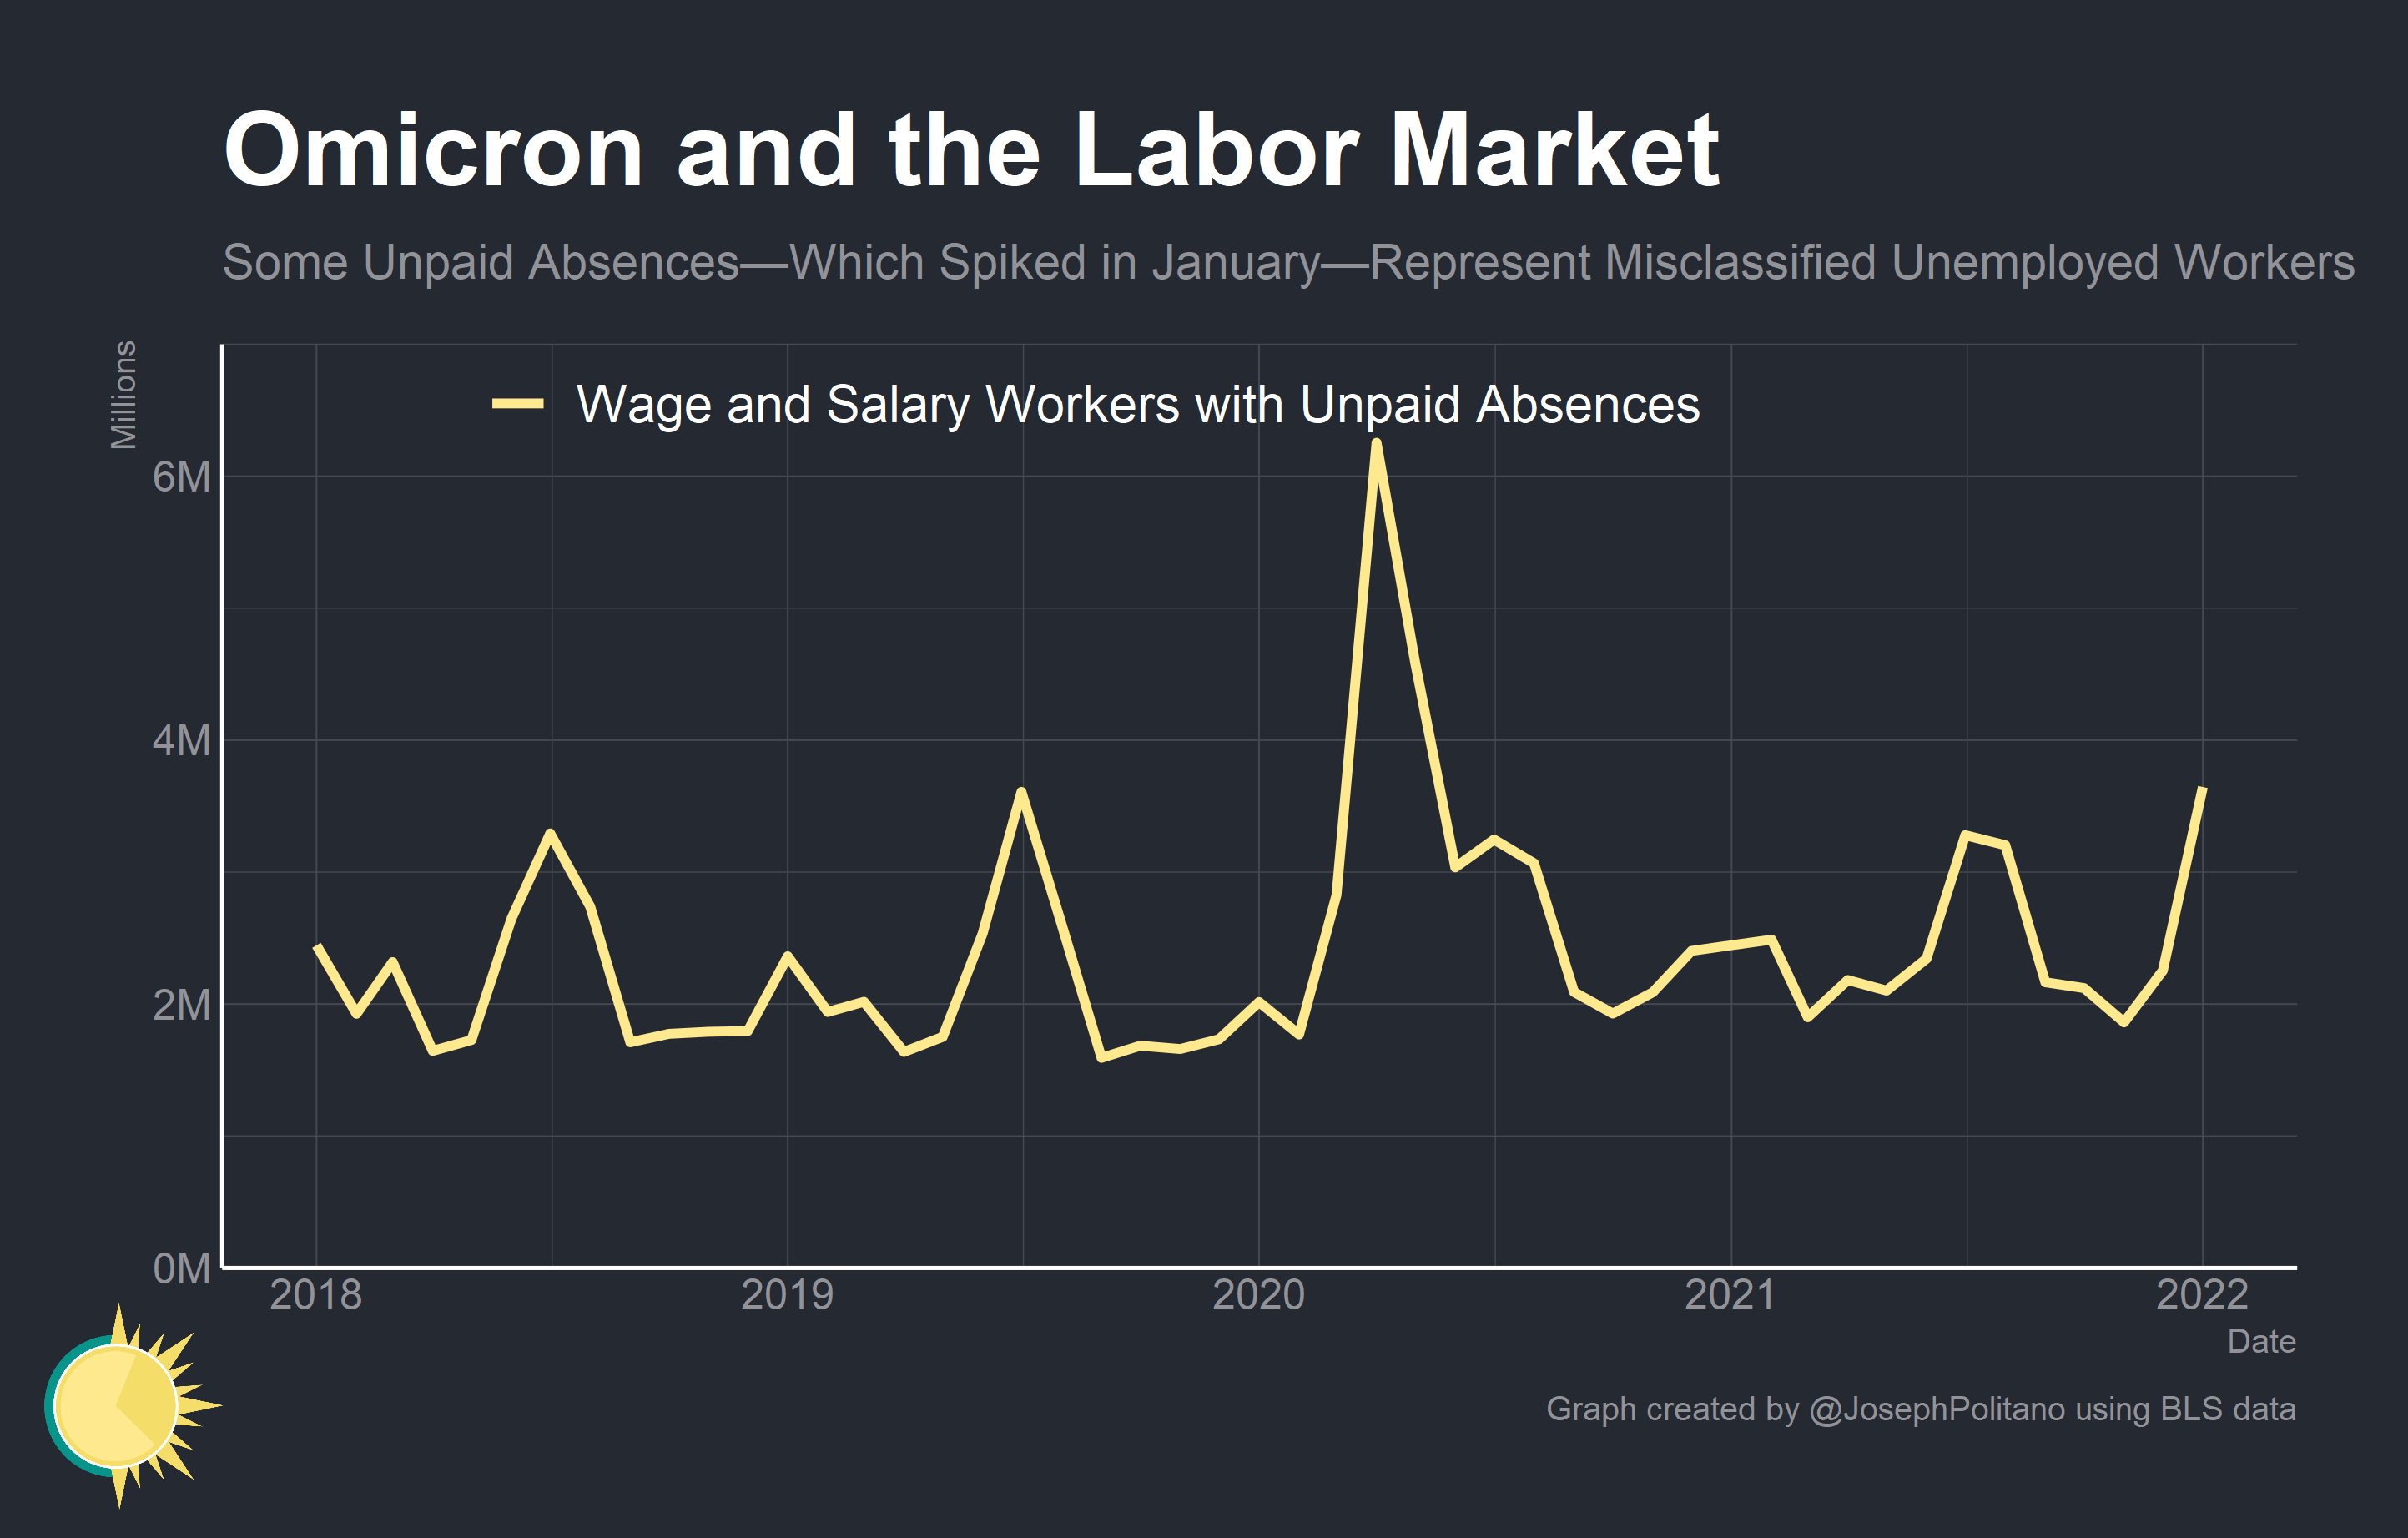 Omicron and the Labor Market
Some Unpaid Absences—Which Spiked in January—Represent Misclassified Unemployed Workers
Millions
Wage and Salary Workers with Unpaid Absences
6M
4M
2M
0M
2018 2019 2020 2021 2022
Date
Graph created by @JosephPolitano using BLS data